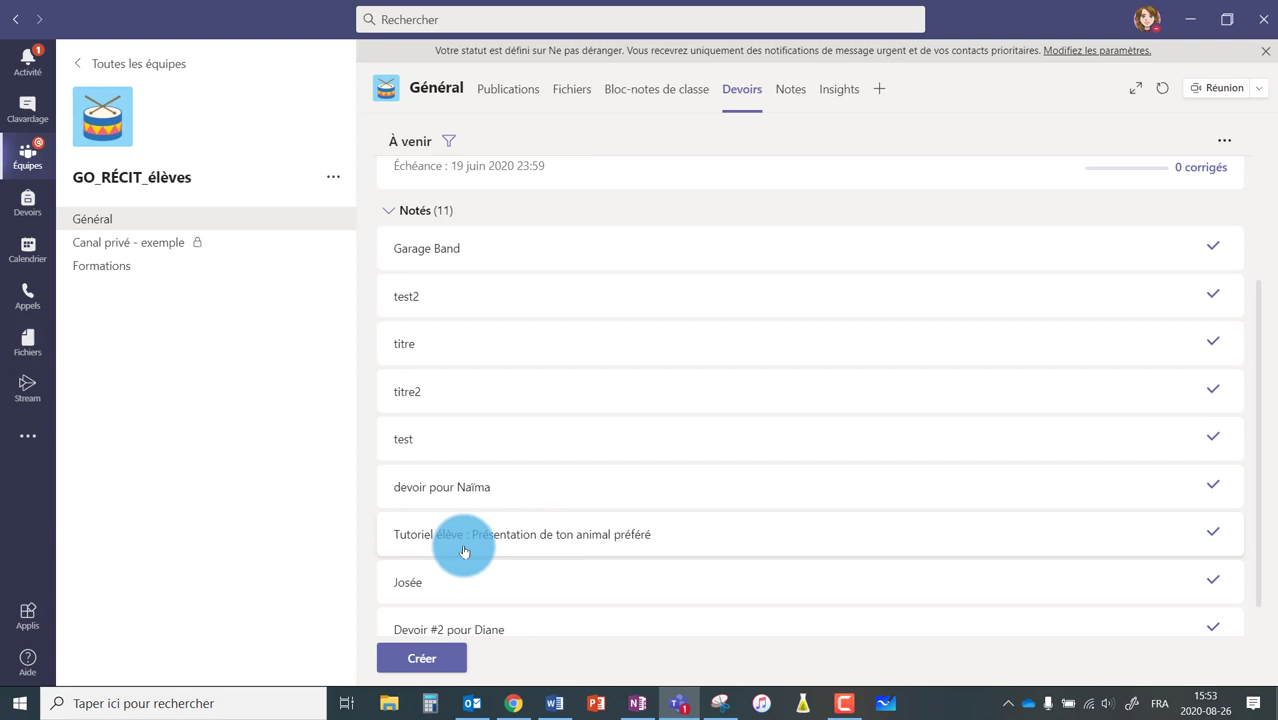 Rechercher
Votre statut est défini sur Ne pas déranger. Vous recevrez uniquement des notifications de message urgent et de vos contacts prioritaires. Modifiez les paramètres.
1
Activité
Clavardage
Équipes
Devoirs
Calendrier
Appels
Fichiers
Stream
Applis
Aide
Toutes les équipes
GO_RÉCIT_élèves
Général
Canal privé - exemple
Formations
Général Publications Fichiers Bloc-notes de classe Devoirs Notes Insights
Réunion
À venir
Échéance : 19 juin 2020 23:59
0 corrigés
Notés (11)
Garage Band
test2
titre
titre2
test
devoir pour Naïma
Tutoriel élève : Présentation de ton animal préféré
Josée
Devoir #2 pour Diane
Créer
Taper ici pour rechercher
1
FRA
15:53
2020-08-26